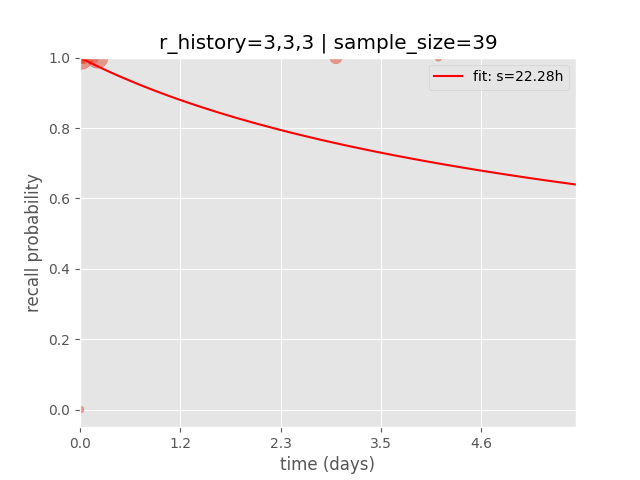 r_history=3,3,3 | sample_size=39
fit: s=22.28h
recall probability
1.0
0.8
0.6
0.4
0.2
0.0
0.0 1.2 2.3 3.5 4.6
time (days)